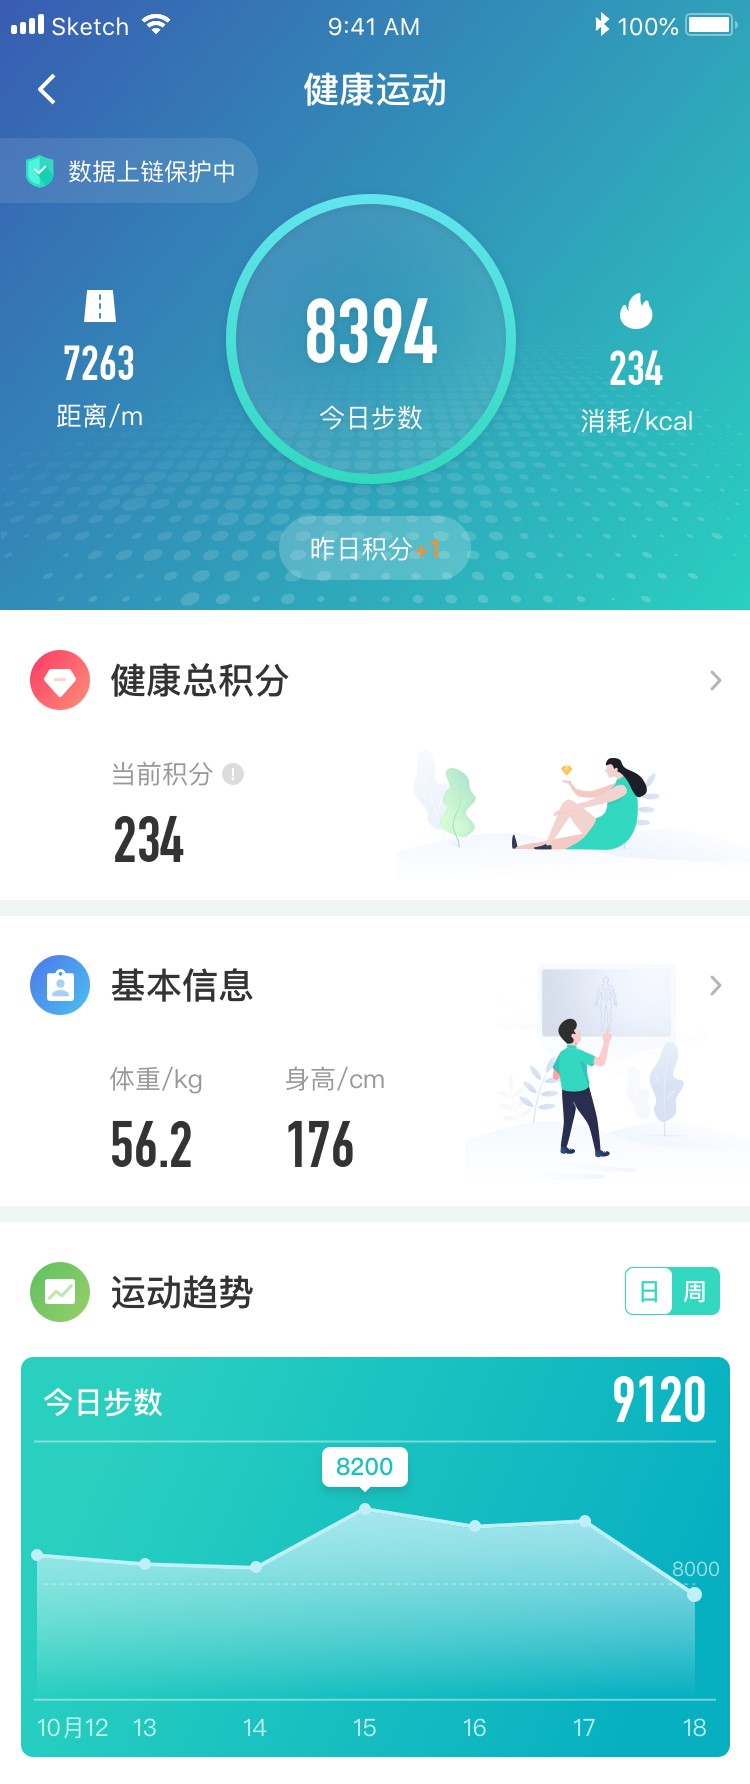 Sketch 9:41 AM 100%
健康运动
数据上链保护中
8394
今日步数
7263
距离/m
234
消耗/kcal
昨日积分+1
健康总积分
当前积分 !
234
基本信息
体重/kg 身高/cm
56.2 176
运动趋势 日 周
今日步数 9120
8200
8000
10月12 13 14 15 16 17 18